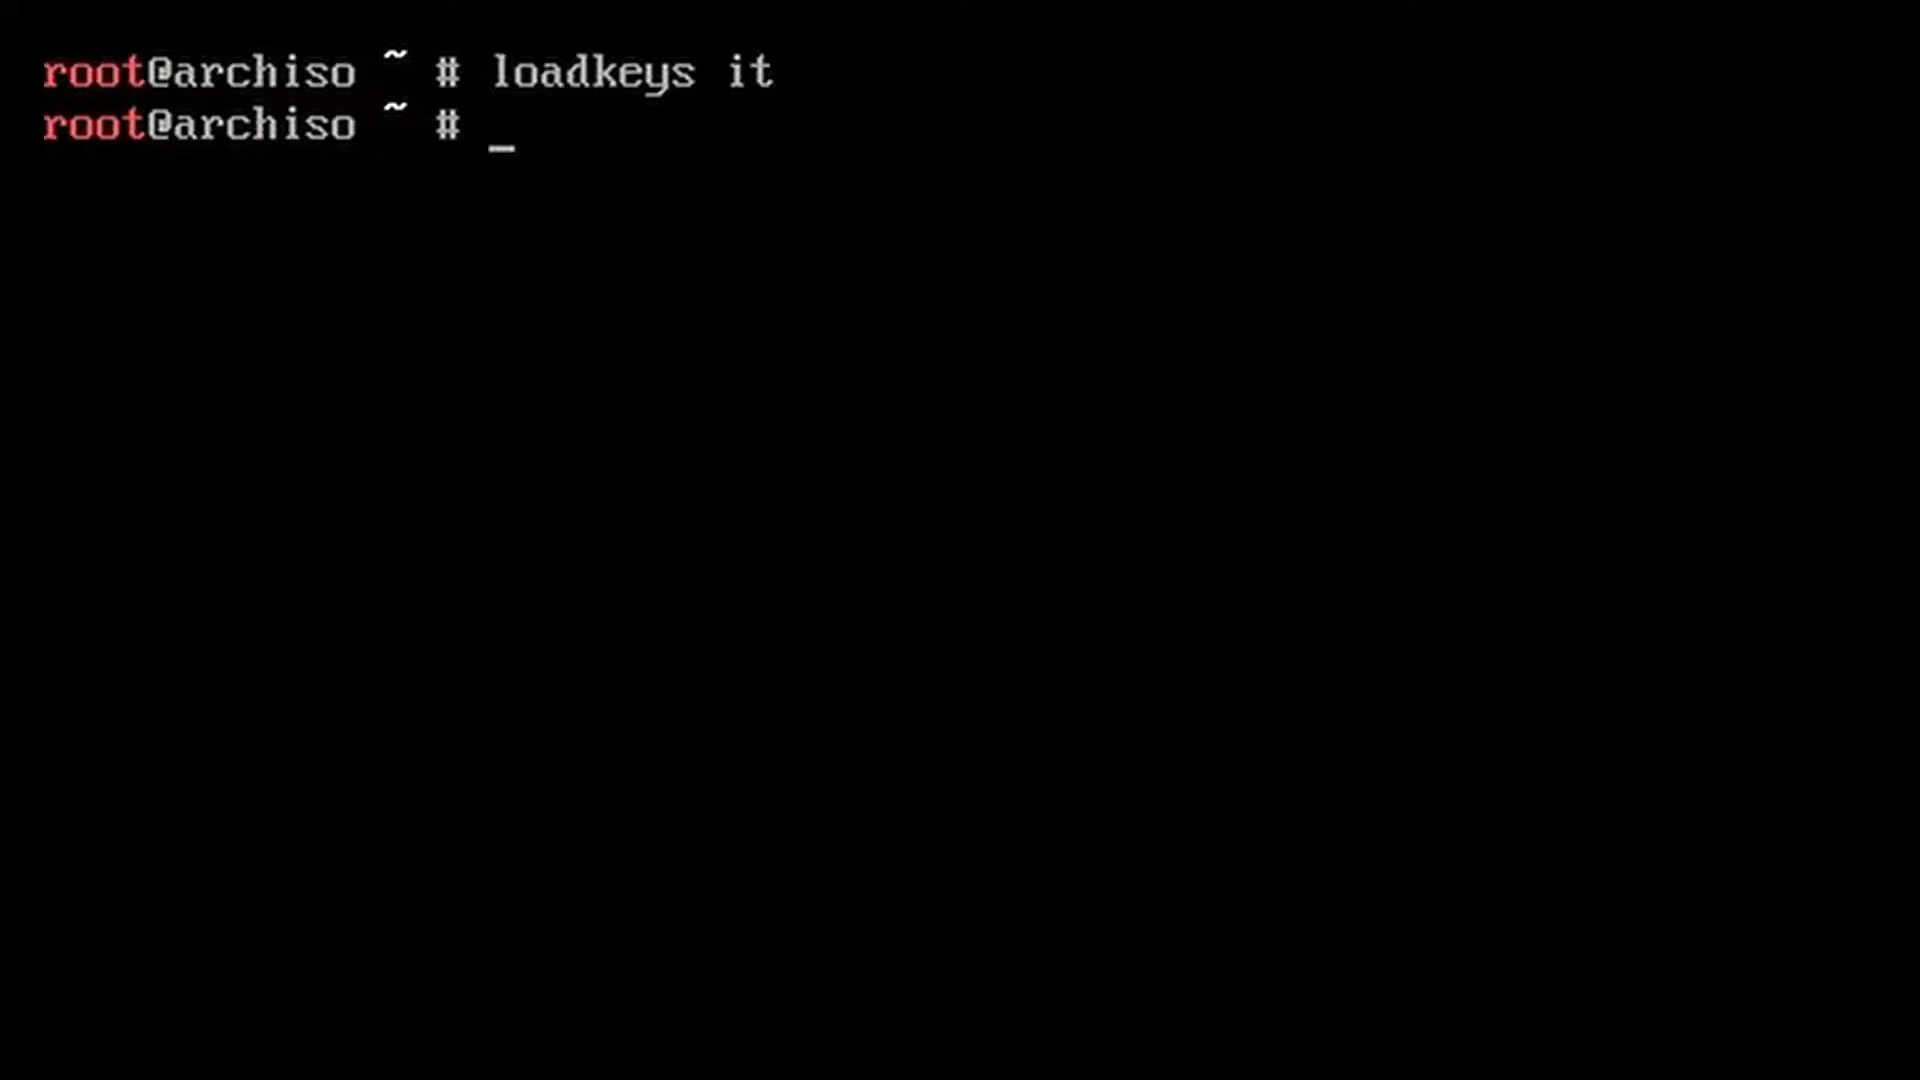 root@archiso ~ # loadkeys it
root@archiso ~ # _